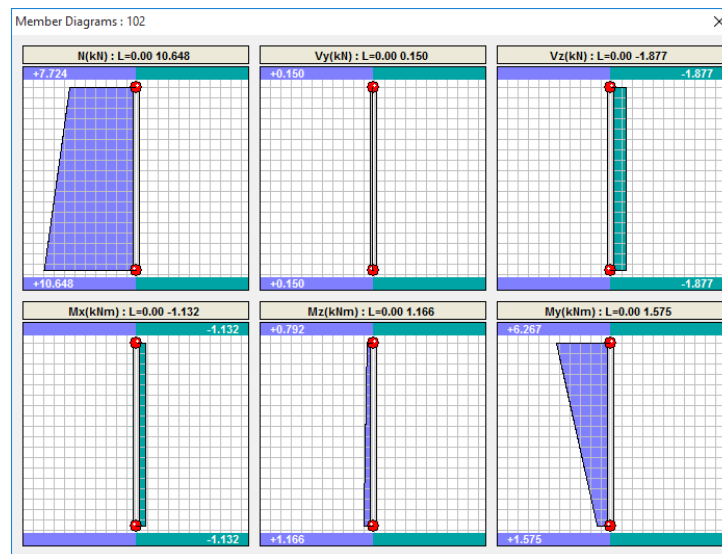 Member Diagrams : 102
N(kN) : L=0.00 10.648
+7.724
+10.648
Vy(kN) : L=0.00 0.150
+0.150
+0.150
Vz(kN) : L=0.00 -1.877
-1.877
-1.877
Mx(kNm) : L=0.00 -1.132
-1.132
-1.132
Mz(kNm) : L=0.00 1.166
+0.792
+1.166
My(kNm) : L=0.00 1.575
+6.267
+1.575